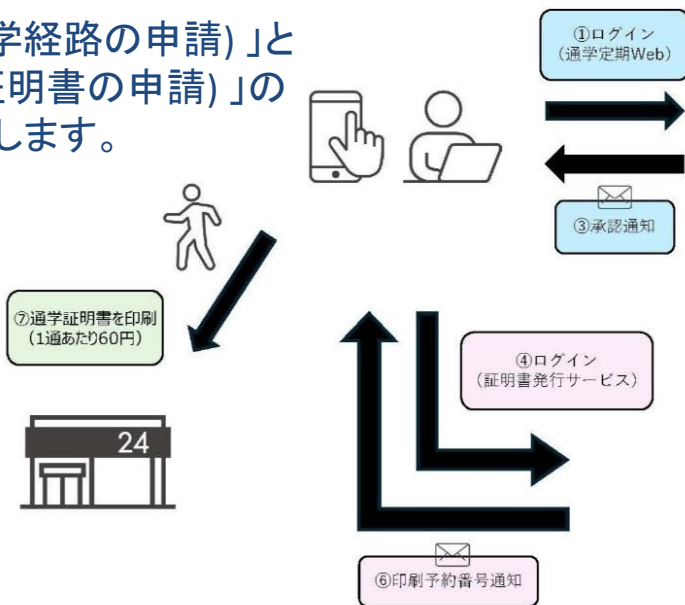 学経路の申請)」と
証明書の申請)」の
します。
①ログイン
(通学定期Web)
③承認通知
⑦通学証明書を印刷
(1通あたり60円)
④ログイン
(証明書発行サービス)
24
⑥印刷予約番号通知